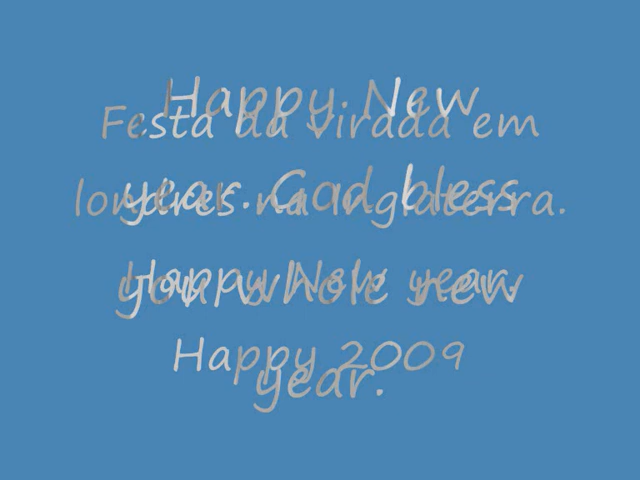 Happy New
year. God bless
you whole new
year.
Festa da virada em
londres na Inglaterra.
Happy New year.
Happy 2009